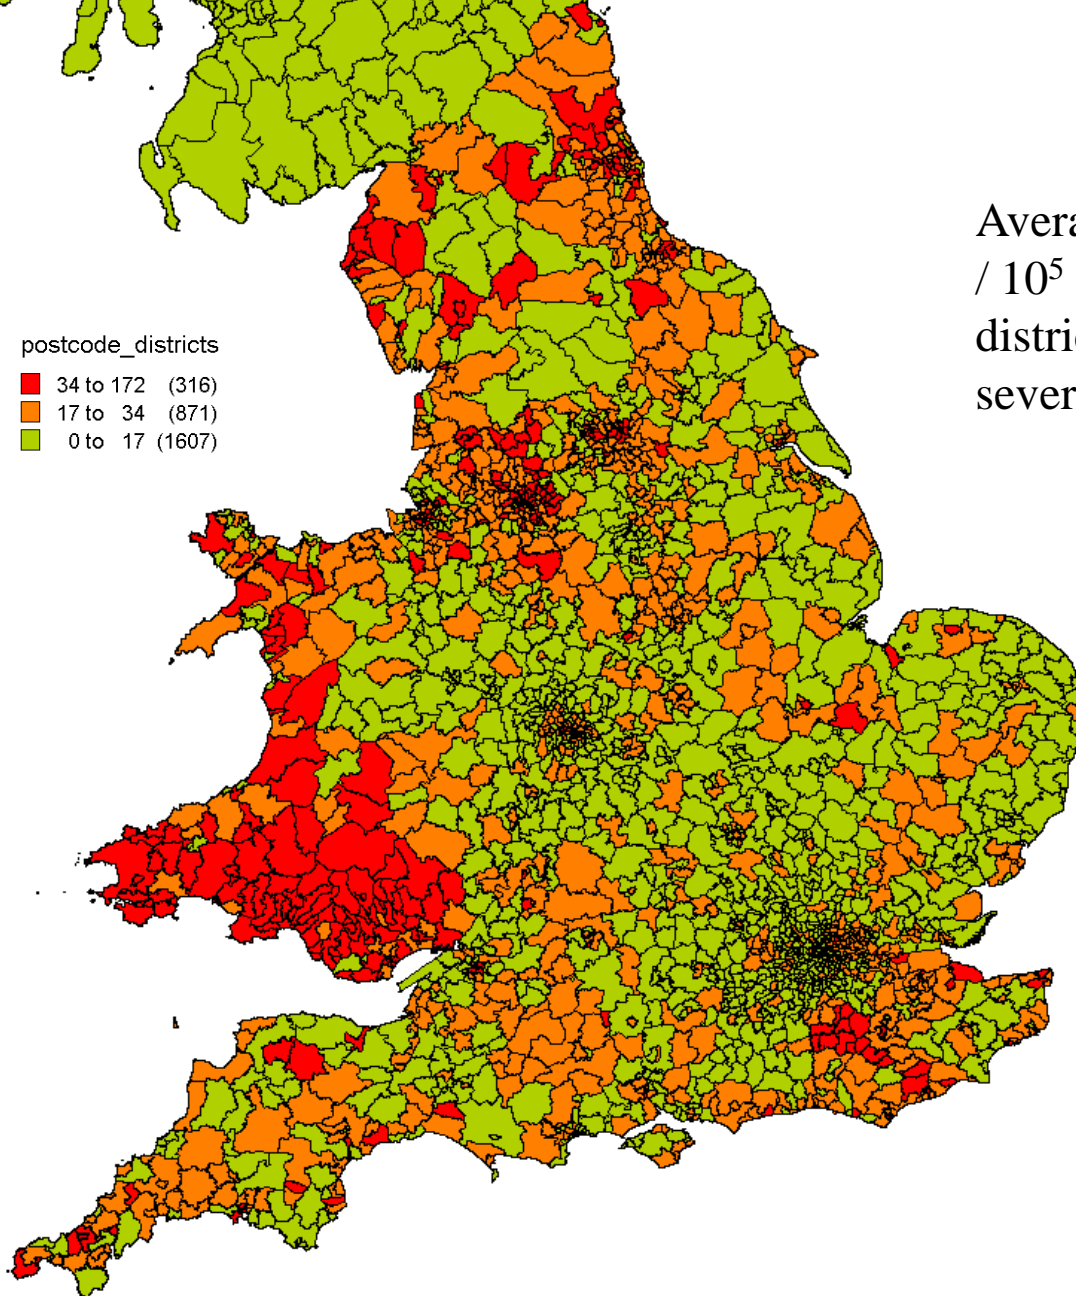 postcode_districts
34 to 172 (316)
17 to 34 (871)
0 to 17 (1607)
/ 10⁵